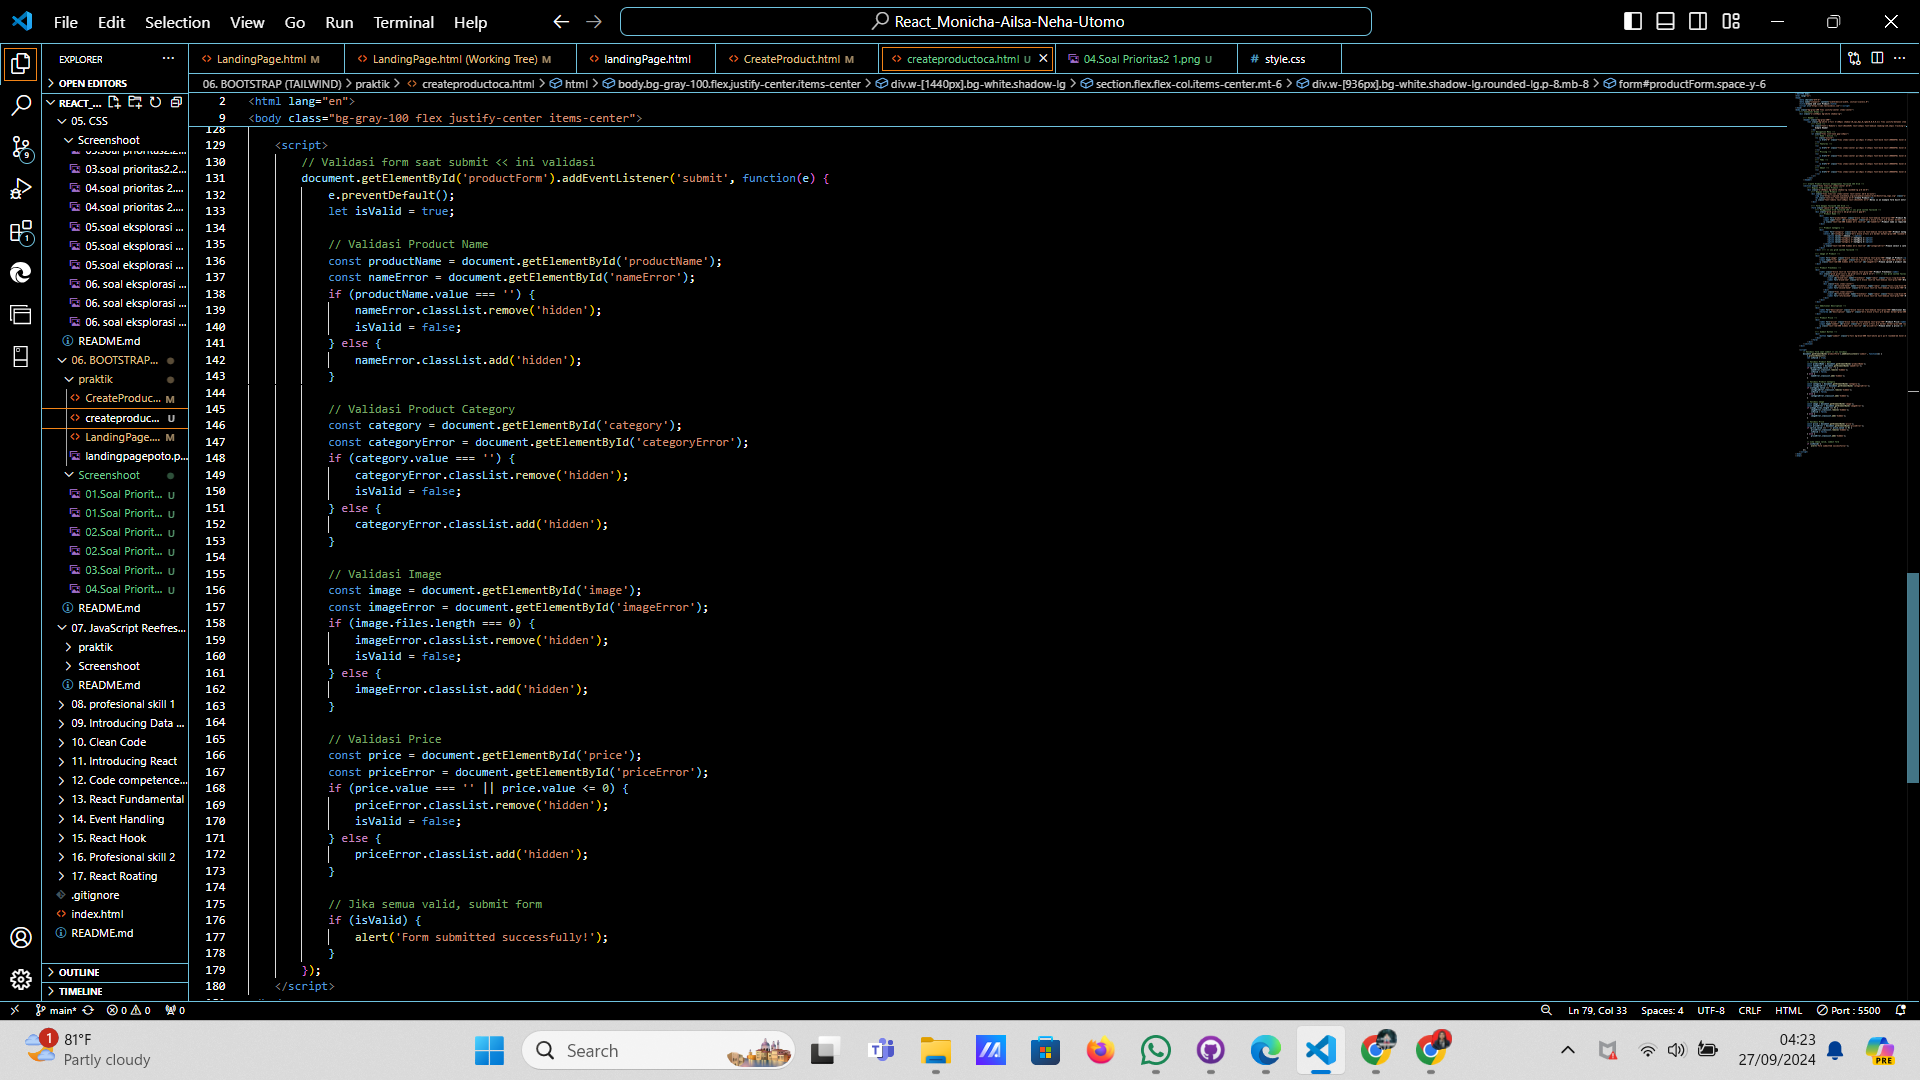 File Edit Selection View Go Run Terminal Help
React_Monicha-Ailsa-Neha-Utomo
EXPLORER
LandingPage.html M
LandingPage.html (Working Tree) M
landingPage.html
CreateProduct.html M
createproductoca.html U
04.Soal Prioritas2 1.png U
style.css
OPEN EDITORS
06. BOOTSTRAP (TAILWIND) > praktik > createproductoca.html > html > body.bg-gray-100.flex.justify-center.items-center > div.w-[1440px].bg-white.shadow-lg > section.flex.flex-col.items-center.mt-6 > div.w-[936px].bg-white.shadow-lg.rounded-lg.p-8.mb-8 > form#productForm.space-y-6
REACT_...
05. CSS
Screenshoot
03.soal prioritas2.2...
04.soal prioritas 2....
04.soal prioritas 2....
05.soal eksplorasi ...
05.soal eksplorasi ...
05.soal eksplorasi ...
06. soal eksplorasi ...
06. soal eksplorasi ...
06. soal eksplorasi ...
README.md
06. BOOTSTRAP...
praktik
CreateProduc... M
createproduc... U
LandingPage.... M
landingpagepoto.p...
Screenshoot
01.Soal Priorit... U
01.Soal Priorit... U
02.Soal Priorit... U
02.Soal Priorit... U
03.Soal Priorit... U
04.Soal Priorit... U
README.md
07. JavaScript Reefres...
praktik
Screenshoot
README.md
08. profesional skill 1
09. Introducing Data ...
10. Clean Code
11. Introducing React
12. Code competence...
13. React Fundamental
14. Event Handling
15. React Hook
16. Profesional skill 2
17. React Roating
.gitignore
index.html
README.md
OUTLINE
TIMELINE
2 <html lang="en">
9 <body class="bg-gray-100 flex justify-center items-center">
128
129 <script>
130 // Validasi form saat submit << ini validasi
131 document.getElementById('productForm').addEventListener('submit', function(e) {
132 e.preventDefault();
133 let isValid = true;
134
135 // Validasi Product Name
136 const productName = document.getElementById('productName');
137 const nameError = document.getElementById('nameError');
138 if (productName.value === '') {
139 nameError.classList.remove('hidden');
140 isValid = false;
141 } else {
142 nameError.classList.add('hidden');
143 }
144
145 // Validasi Product Category
146 const category = document.getElementById('category');
147 const categoryError = document.getElementById('categoryError');
148 if (category.value === '') {
149 categoryError.classList.remove('hidden');
150 isValid = false;
151 } else {
152 categoryError.classList.add('hidden');
153 }
154
155 // Validasi Image
156 const image = document.getElementById('image');
157 const imageError = document.getElementById('imageError');
158 if (image.files.length === 0) {
159 imageError.classList.remove('hidden');
160 isValid = false;
161 } else {
162 imageError.classList.add('hidden');
163 }
164
165 // Validasi Price
166 const price = document.getElementById('price');
167 const priceError = document.getElementById('priceError');
168 if (price.value === '' || price.value <= 0) {
169 priceError.classList.remove('hidden');
170 isValid = false;
171 } else {
172 priceError.classList.add('hidden');
173 }
174
175 // Jika semua valid, submit form
176 if (isValid) {
177 alert('Form submitted successfully!');
178 }
179 });
180 </script>
9
1
main* 0 0 0
Ln 79, Col 33 Spaces: 4 UTF-8 CRLF HTML Port : 5500
1
81°F
Partly cloudy
Search
PRE
04:23
27/09/2024